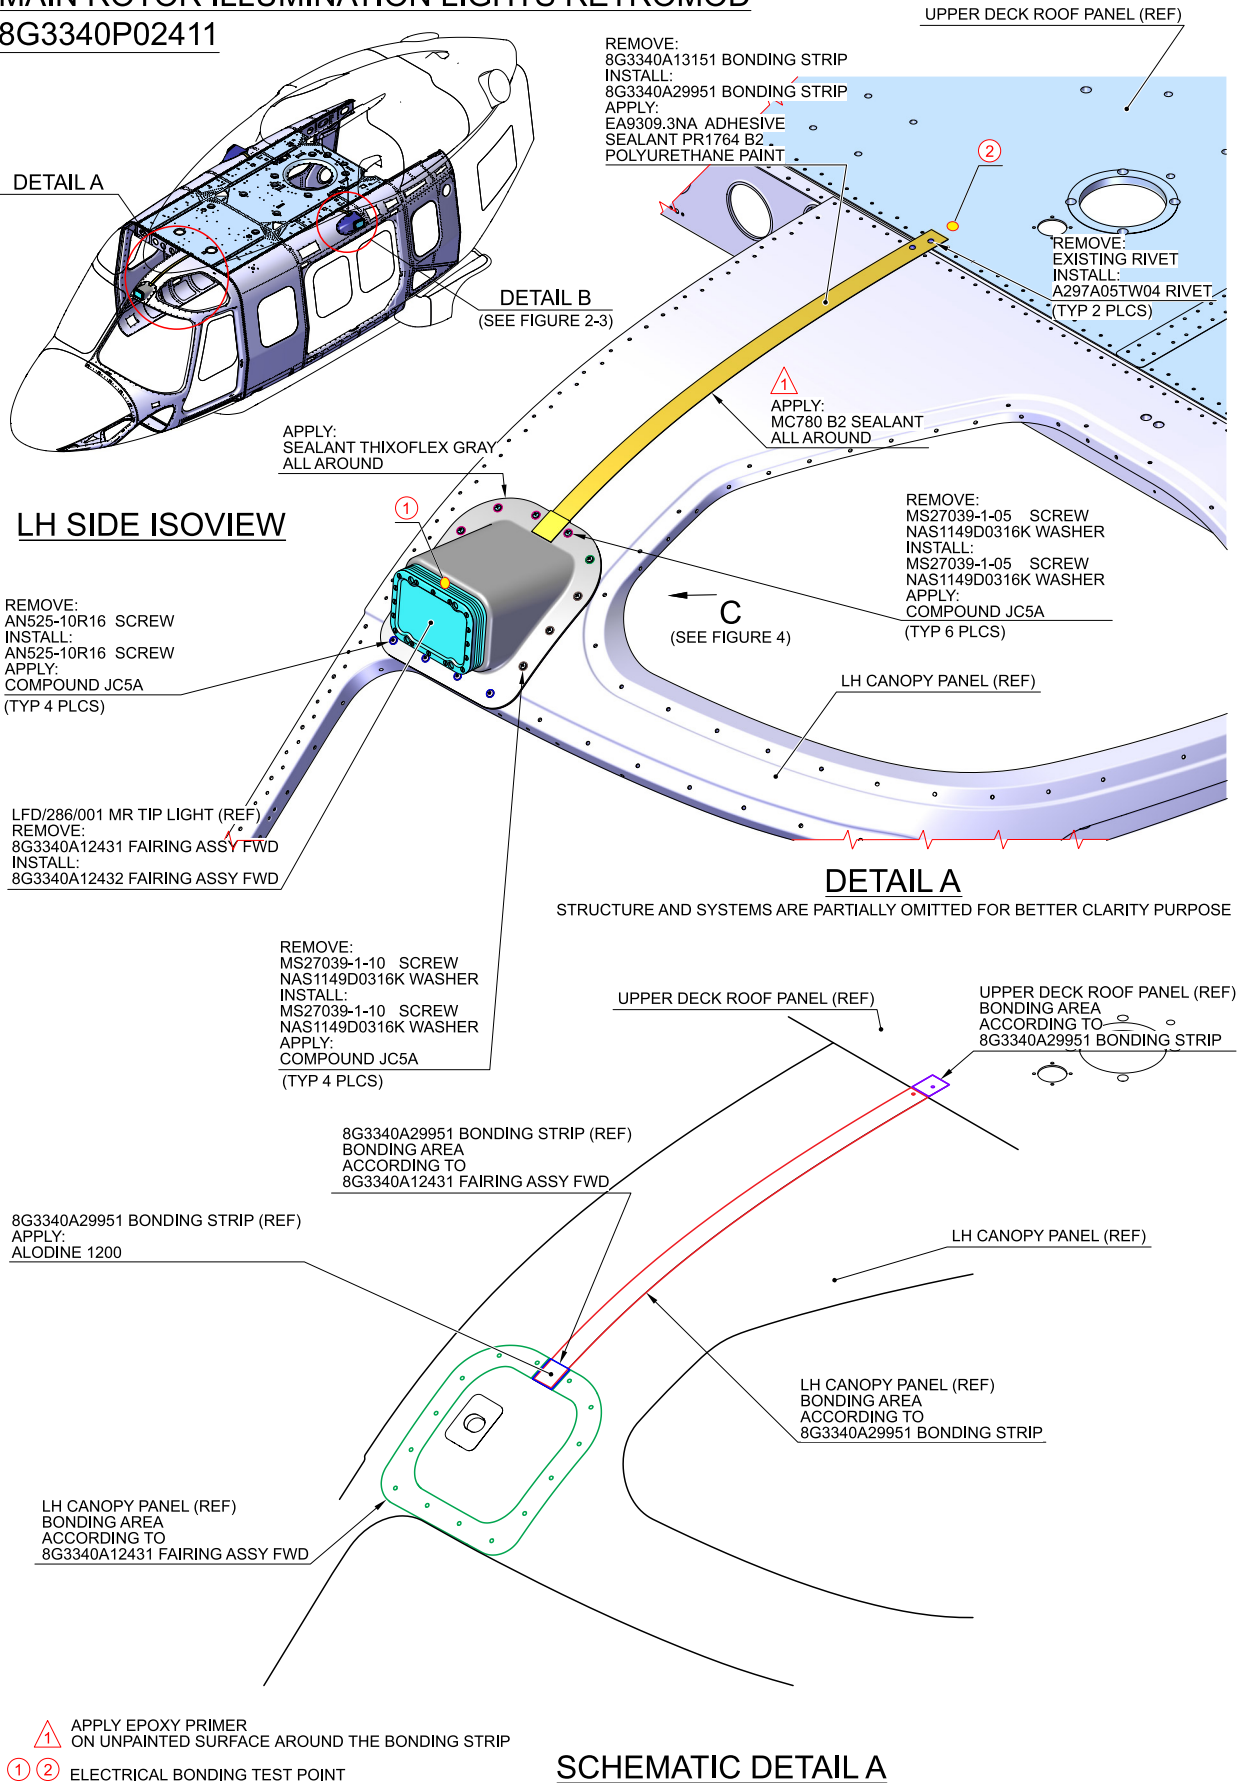 MAIN ROTOR ILLUMINATION LIGHTS RETROMOD
8G3340P02411
UPPER DECK ROOF PANEL (REF)
REMOVE:
8G3340A13151 BONDING STRIP
INSTALL:
8G3340A29951 BONDING STRIP
APPLY:
EA9309.3NA ADHESIVE
SEALANT PR1764 B2
POLYURETHANE PAINT
2
DETAIL A
REMOVE:
EXISTING RIVET
INSTALL:
A297A05TW04 RIVET
(TYP 2 PLCS)
DETAIL B
(SEE FIGURE 2-3)
1
APPLY:
MC780 B2 SEALANT
ALL AROUND
APPLY:
SEALANT THIXOFLEX GRAY
ALL AROUND
LH SIDE ISOVIEW
1
REMOVE:
MS27039-1-05 SCREW
NAS1149D0316K WASHER
INSTALL:
MS27039-1-05 SCREW
NAS1149D0316K WASHER
APPLY:
COMPOUND JC5A
(TYP 6 PLCS)
REMOVE:
AN525-10R16 SCREW
INSTALL:
AN525-10R16 SCREW
APPLY:
COMPOUND JC5A
(TYP 4 PLCS)
C
(SEE FIGURE 4)
LH CANOPY PANEL (REF)
LFD/286/001 MR TIP LIGHT (REF)
REMOVE:
8G3340A12431 FAIRING ASSY FWD
INSTALL:
8G3340A12432 FAIRING ASSY FWD
DETAIL A
STRUCTURE AND SYSTEMS ARE PARTIALLY OMITTED FOR BETTER CLARITY PURPOSE
REMOVE:
MS27039-1-10 SCREW
NAS1149D0316K WASHER
INSTALL:
MS27039-1-10 SCREW
NAS1149D0316K WASHER
APPLY:
COMPOUND JC5A
(TYP 4 PLCS)
UPPER DECK ROOF PANEL (REF)
UPPER DECK ROOF PANEL (REF)
BONDING AREA
ACCORDING TO
8G3340A29951 BONDING STRIP
8G3340A29951 BONDING STRIP (REF)
BONDING AREA
ACCORDING TO
8G3340A12431 FAIRING ASSY FWD
8G3340A29951 BONDING STRIP (REF)
APPLY:
ALODINE 1200
LH CANOPY PANEL (REF)
LH CANOPY PANEL (REF)
BONDING AREA
ACCORDING TO
8G3340A29951 BONDING STRIP
LH CANOPY PANEL (REF)
BONDING AREA
ACCORDING TO
8G3340A12431 FAIRING ASSY FWD
1 APPLY EPOXY PRIMER
ON UNPAINTED SURFACE AROUND THE BONDING STRIP
1 2 ELECTRICAL BONDING TEST POINT
SCHEMATIC DETAIL A